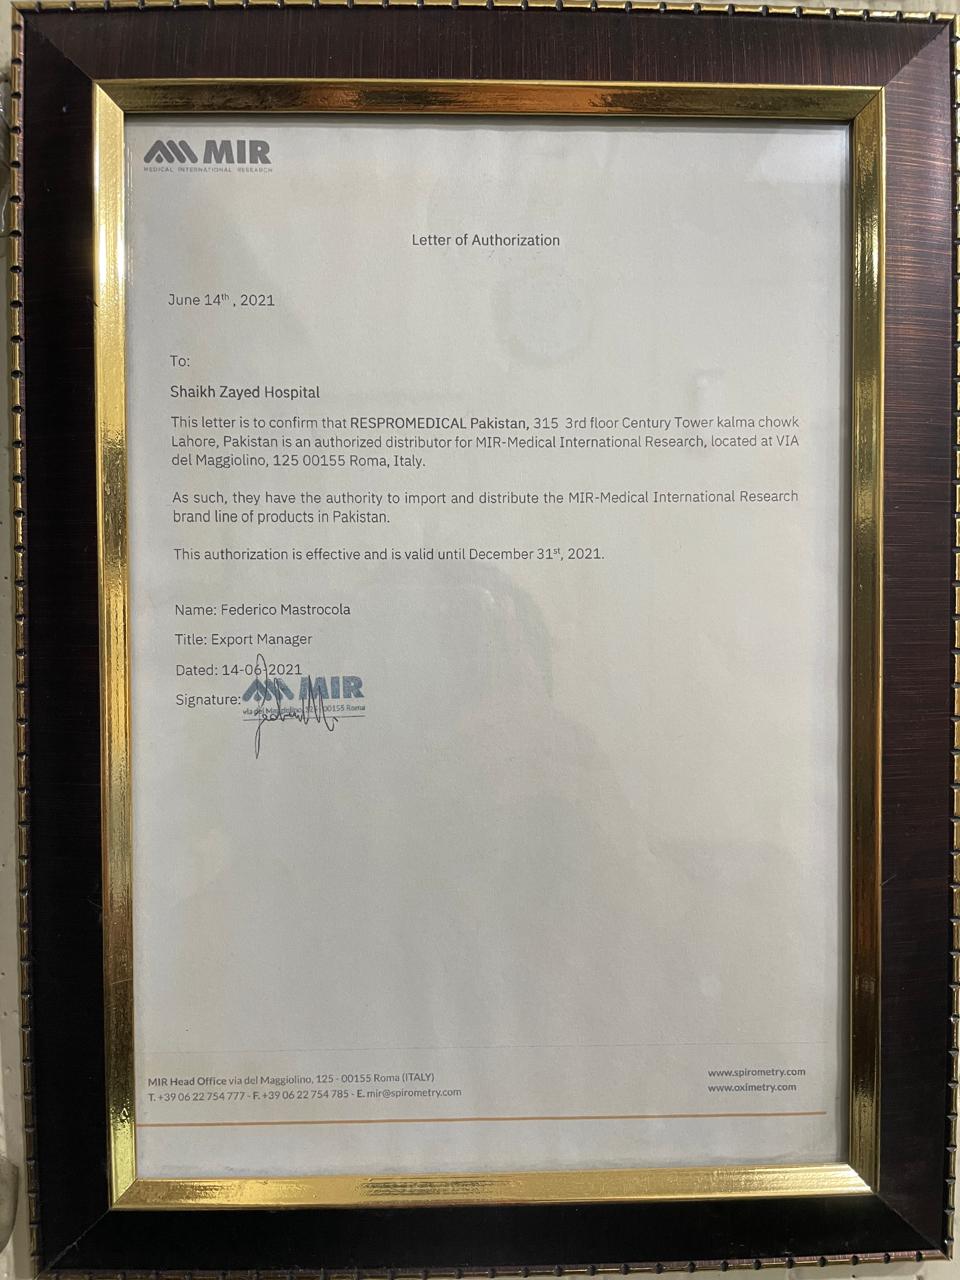 MIR
MEDICAL INTERNATIONAL RESEARCH
Letter of Authorization
June 14th , 2021
To:
Shaikh Zayed Hospital
This letter is to confirm that RESPROMEDICAL Pakistan, 315 3rd floor Century Tower kalma chowk
Lahore, Pakistan is an authorized distributor for MIR-Medical International Research, located at VIA
del Maggiolino, 125 00155 Roma, Italy.
As such, they have the authority to import and distribute the MIR-Medical International Research
brand line of products in Pakistan.
This authorization is effective and is valid until December 31st, 2021.
Name: Federico Mastrocola
Title: Export Manager
Dated: 14-06-2021
Signature:
MIR
via del Maggiolino, 125 - 00155 Roma
MIR Head Office via del Maggiolino, 125 - 00155 Roma (ITALY)
T. +39 06 22 754 777 - F. +39 06 22 754 785 - E. mir@spirometry.com
www.spirometry.com
www.oximetry.com